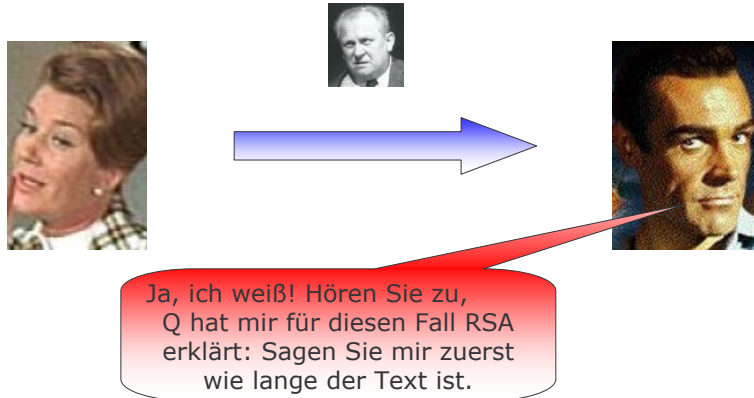 Ja, ich weiß! Hören Sie zu,
Q hat mir für diesen Fall RSA
erklärt: Sagen Sie mir zuerst
wie lange der Text ist.